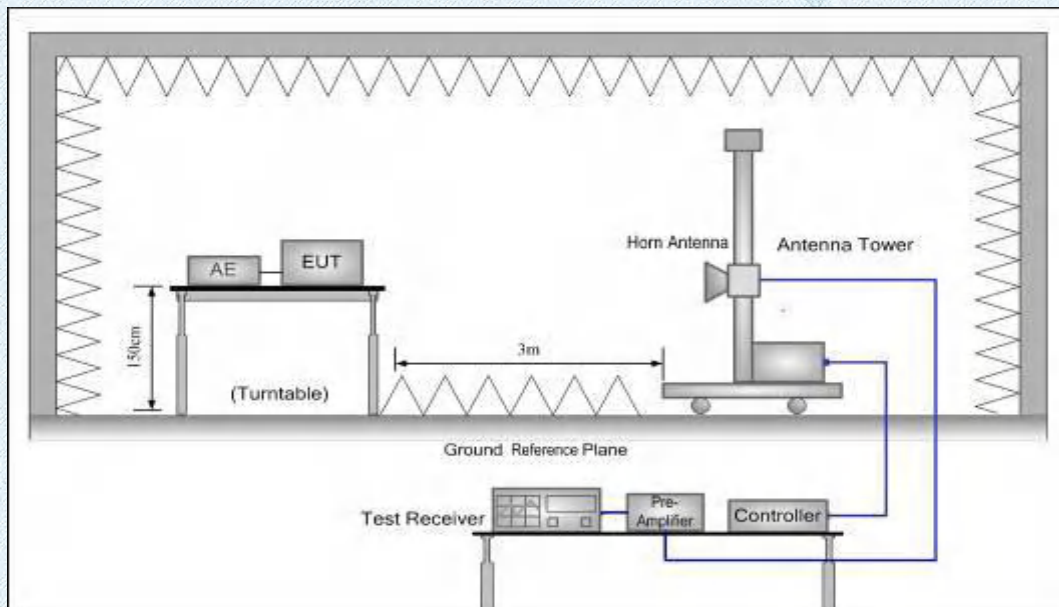 Horn Antenna
Antenna Tower
AE
EUT
150cm
3m
(Turntable)
Ground Reference Plane
Test Receiver
Pre-
Amplifier
Controller